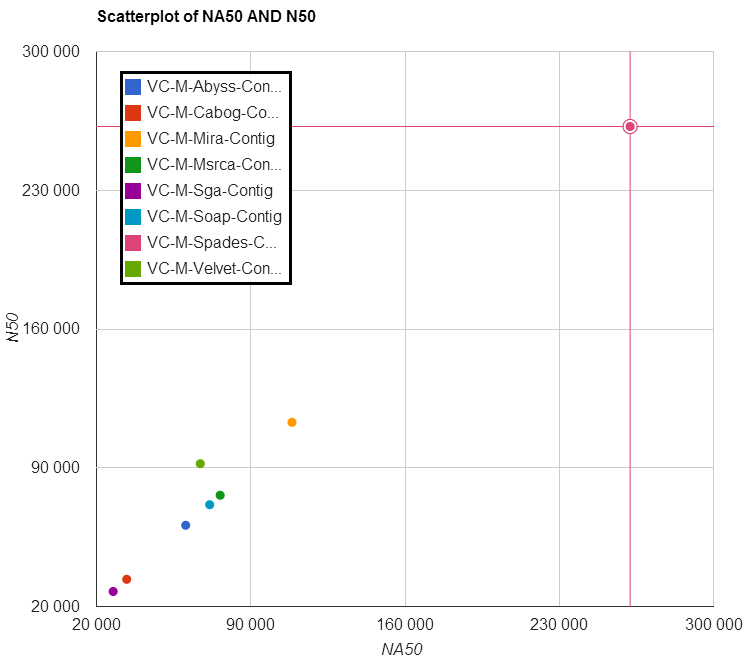 Scatterplot of NA50 AND N50
300 000
230 000
160 000
90 000
20 000
N50
VC-M-Abyss-Con...
VC-M-Cabog-Co...
VC-M-Mira-Contig
VC-M-Msrca-Con...
VC-M-Sga-Contig
VC-M-Soap-Contig
VC-M-Spades-C...
VC-M-Velvet-Con...
20 000 90 000 160 000 230 000 300 000
NA50